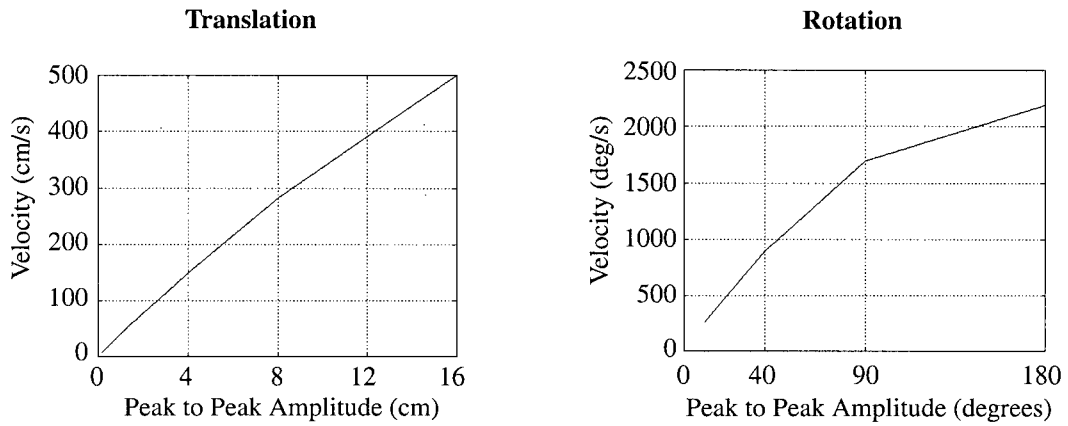 Translation
500
400
300
200
100
0
Velocity (cm/s)
0 4 8 12 16
Peak to Peak Amplitude (cm)
Rotation
2500
2000
1500
1000
500
0
Velocity (deg/s)
0 40 90 180
Peak to Peak Amplitude (degrees)